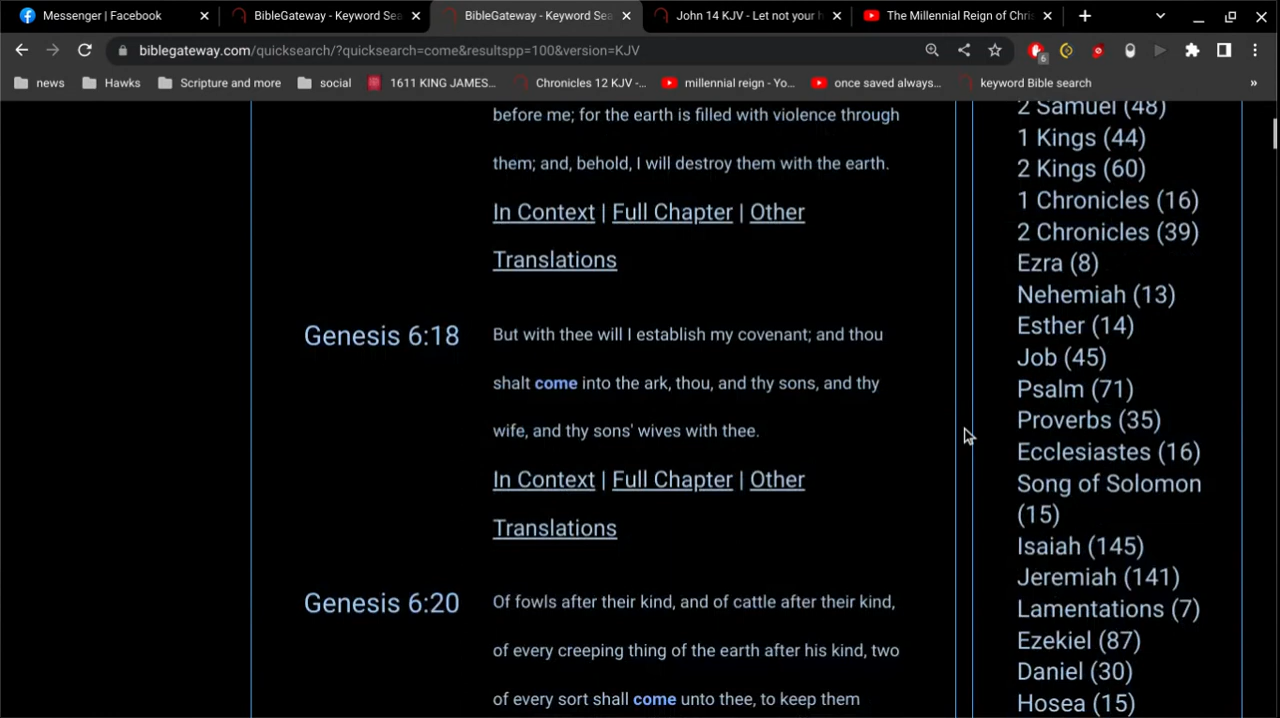 Messenger | Facebook
BibleGateway - Keyword Sea
BibleGateway - Keyword Sea
John 14 KJV - Let not your h
The Millennial Reign of Chris
biblegateway.com/quicksearch/?quicksearch=come&resultspp=100&version=KJV
6
news
Hawks
Scripture and more
social
1611 KING JAMES...
Chronicles 12 KJV -...
millennial reign - Yo...
once saved always...
keyword Bible search
»
before me; for the earth is filled with violence through
them; and, behold, I will destroy them with the earth.
In Context | Full Chapter | Other
Translations
Genesis 6:18
But with thee will I establish my covenant; and thou
shalt come into the ark, thou, and thy sons, and thy
wife, and thy sons' wives with thee.
In Context | Full Chapter | Other
Translations
Genesis 6:20
Of fowls after their kind, and of cattle after their kind,
of every creeping thing of the earth after his kind, two
of every sort shall come unto thee, to keep them
2 Samuel (48)
1 Kings (44)
2 Kings (60)
1 Chronicles (16)
2 Chronicles (39)
Ezra (8)
Nehemiah (13)
Esther (14)
Job (45)
Psalm (71)
Proverbs (35)
Ecclesiastes (16)
Song of Solomon
(15)
Isaiah (145)
Jeremiah (141)
Lamentations (7)
Ezekiel (87)
Daniel (30)
Hosea (15)